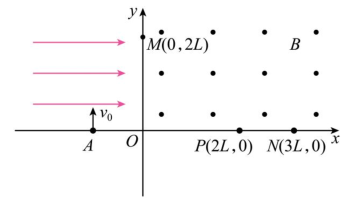 y
M(0, 2L) B
v₀
A O P(2L, 0) N(3L, 0) x